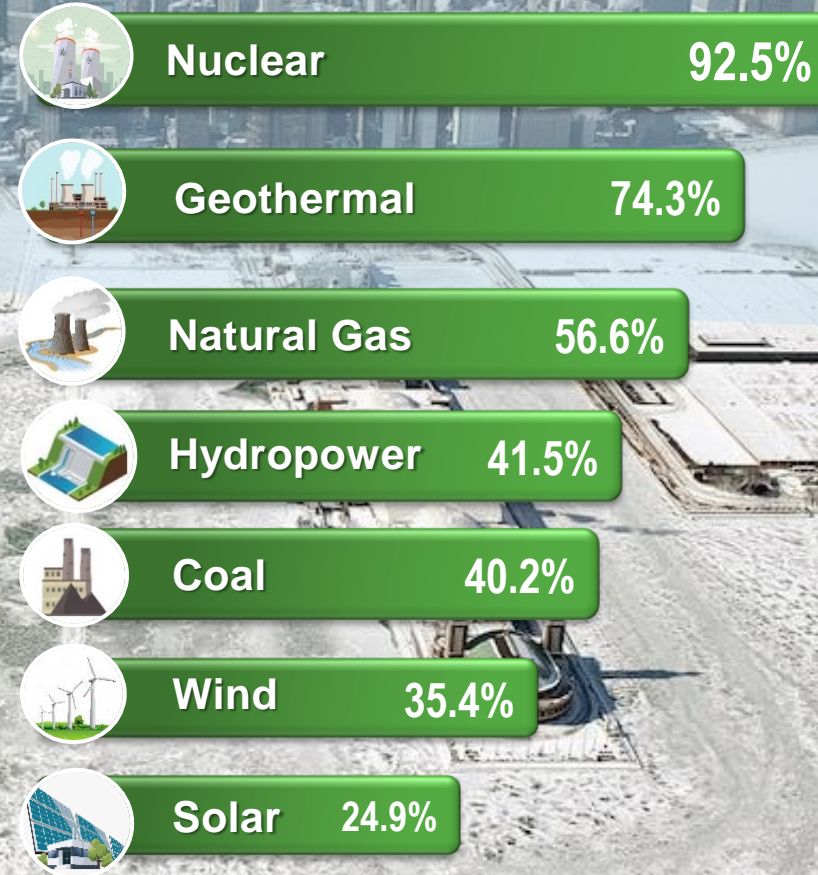 Nuclear 92.5%
Geothermal 74.3%
Natural Gas 56.6%
Hydropower 41.5%
Coal 40.2%
Wind 35.4%
Solar 24.9%